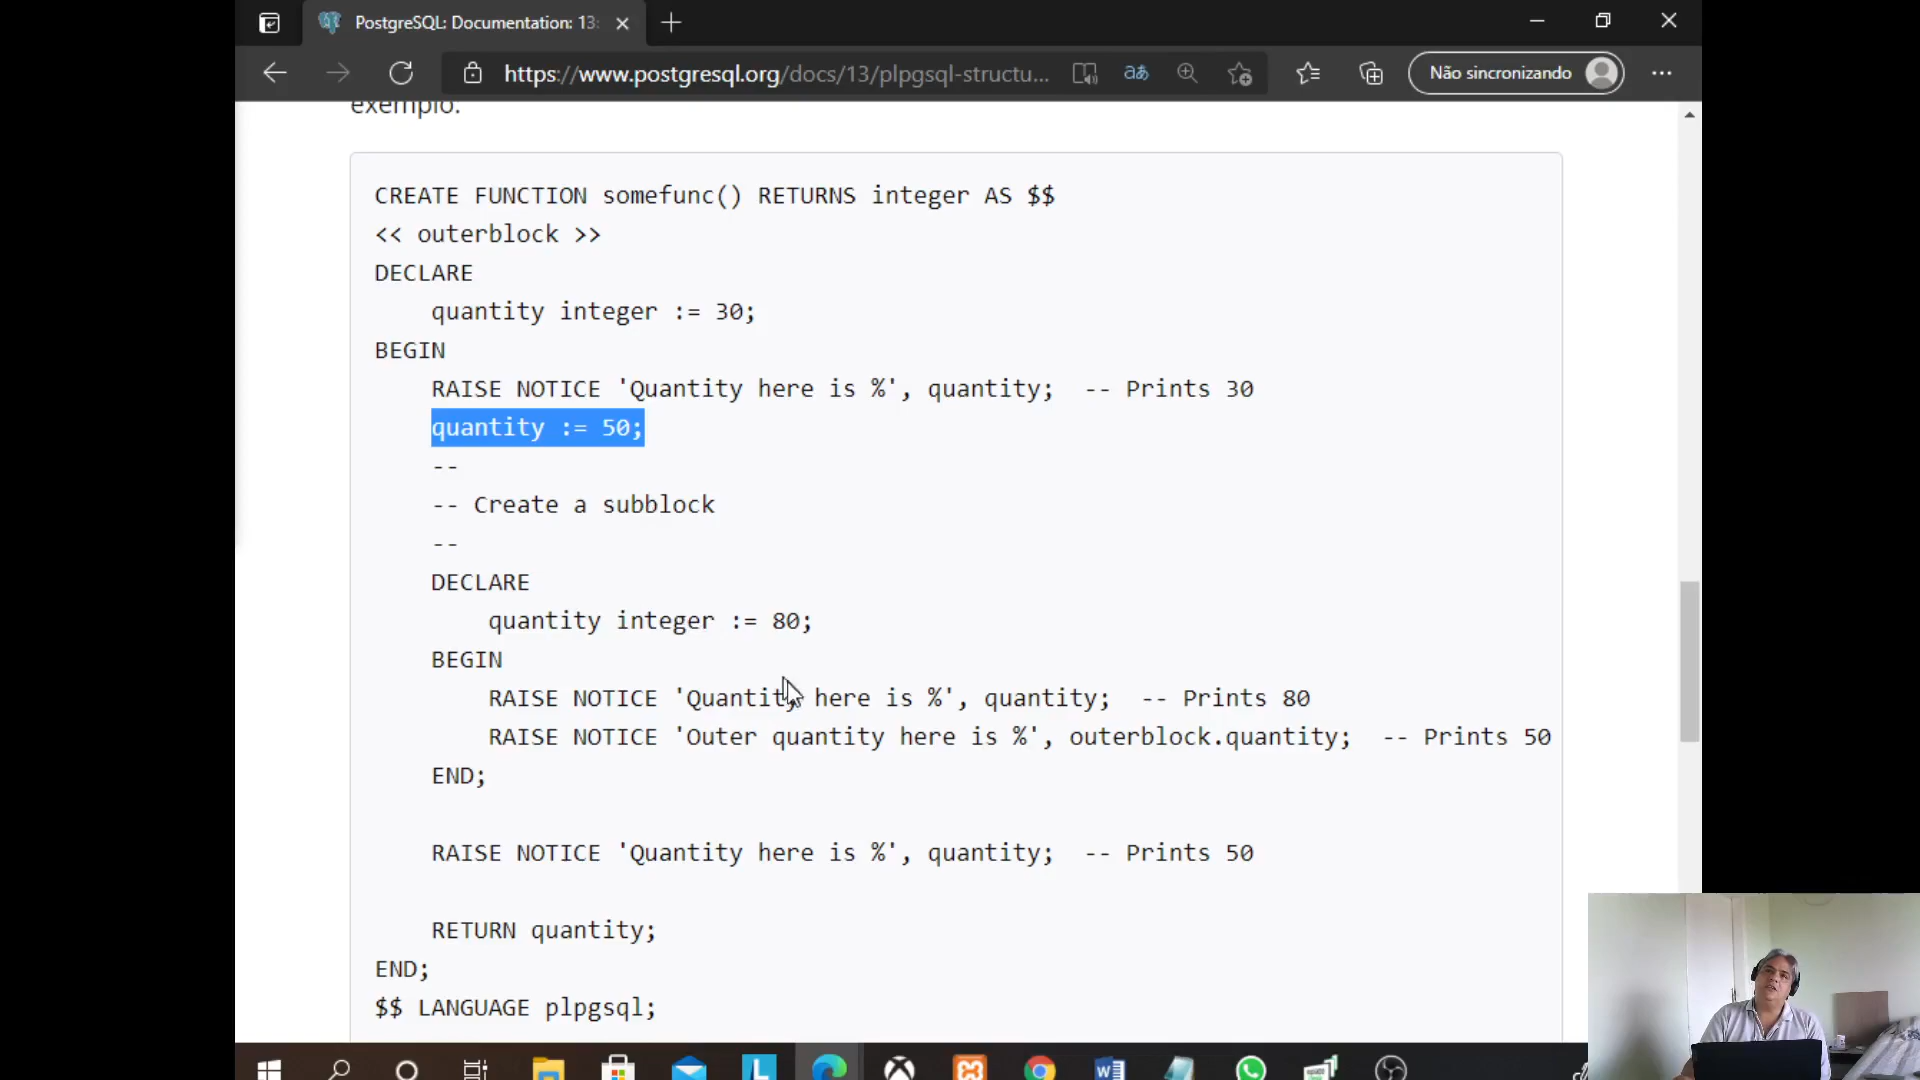 PostgreSQL: Documentation: 13:
https://www.postgresql.org/docs/13/plpgsql-structu...
aあ
Não sincronizando
exemplo:
CREATE FUNCTION somefunc() RETURNS integer AS $$
<< outerblock >>
DECLARE
    quantity integer := 30;
BEGIN
    RAISE NOTICE 'Quantity here is %', quantity;  -- Prints 30
    quantity := 50;
    --
    -- Create a subblock
    --
    DECLARE
        quantity integer := 80;
    BEGIN
        RAISE NOTICE 'Quantity here is %', quantity;  -- Prints 80
        RAISE NOTICE 'Outer quantity here is %', outerblock.quantity;  -- Prints 50
    END;
    RAISE NOTICE 'Quantity here is %', quantity;  -- Prints 50
    RETURN quantity;
END;
$$ LANGUAGE plpgsql;